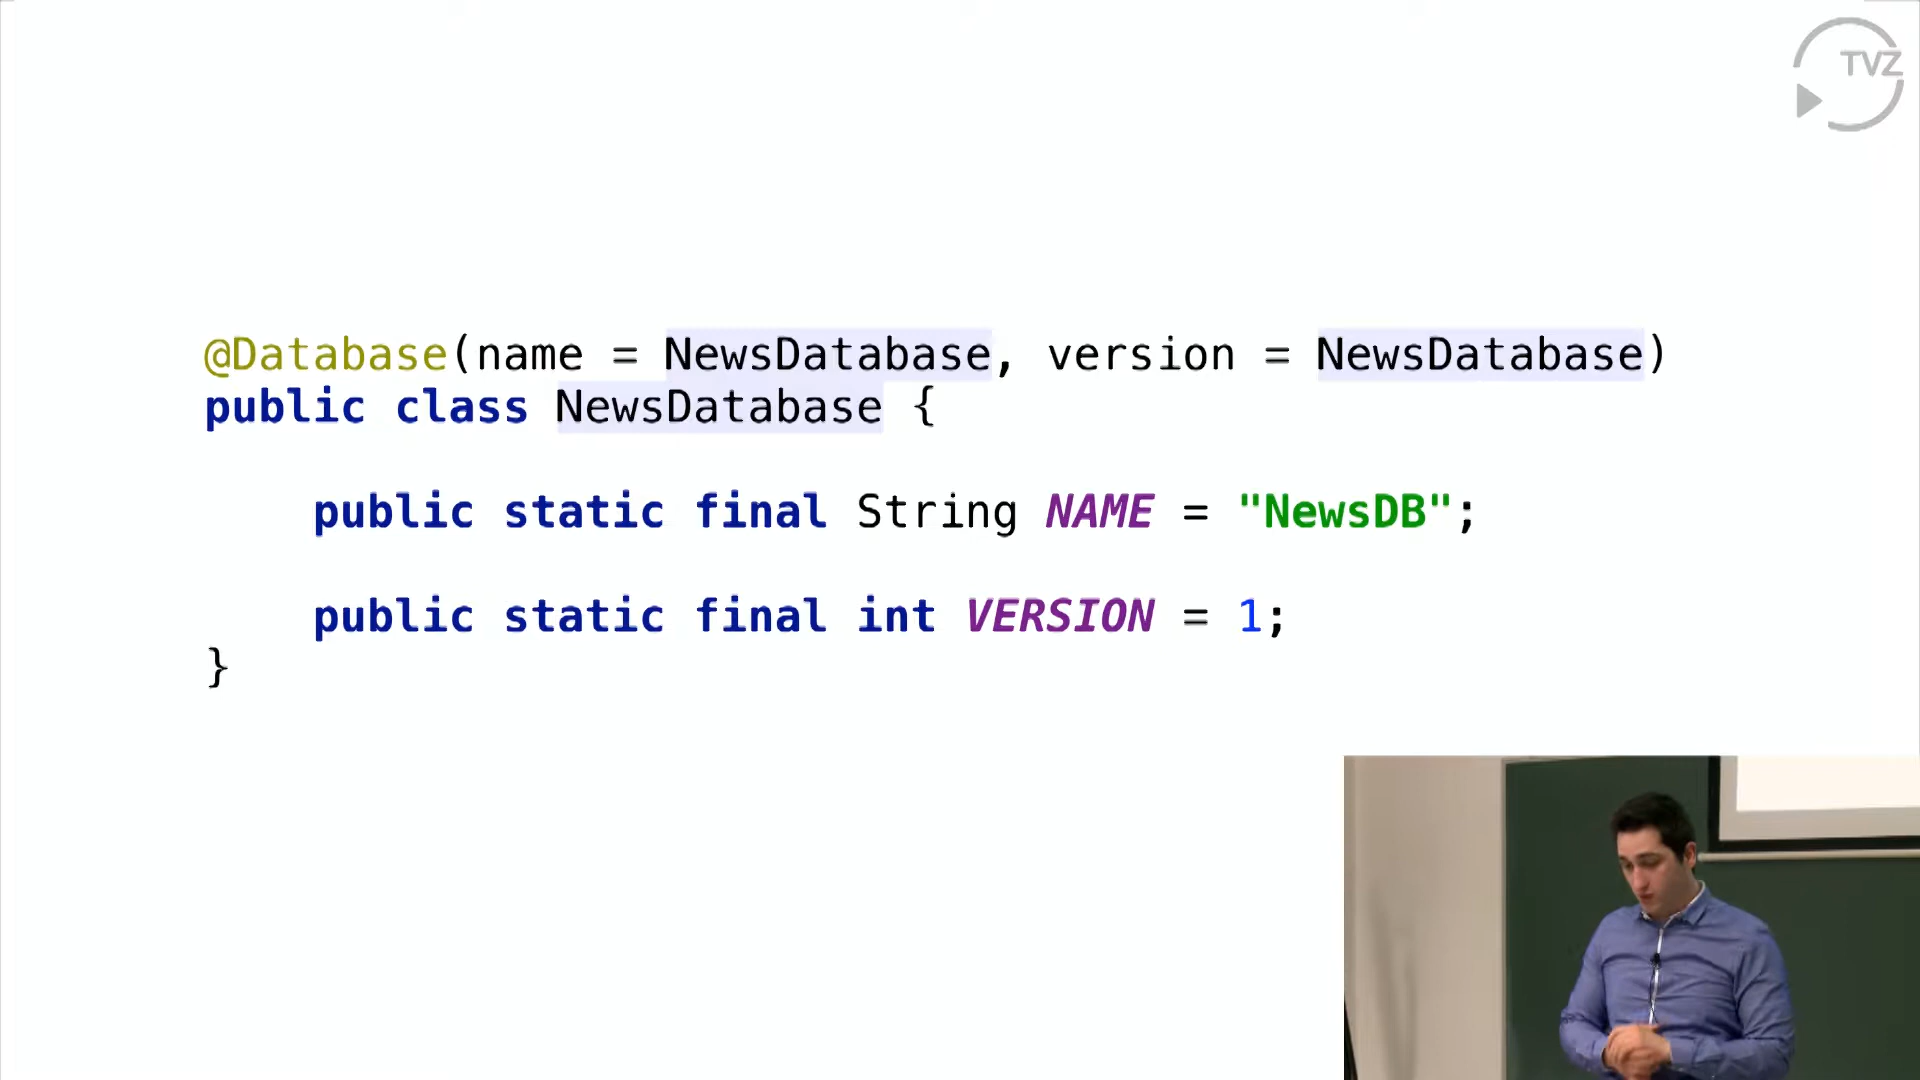 TVZ
@Database(name = NewsDatabase, version = NewsDatabase)
public class NewsDatabase {
public static final String NAME = "NewsDB";
public static final int VERSION = 1;
}